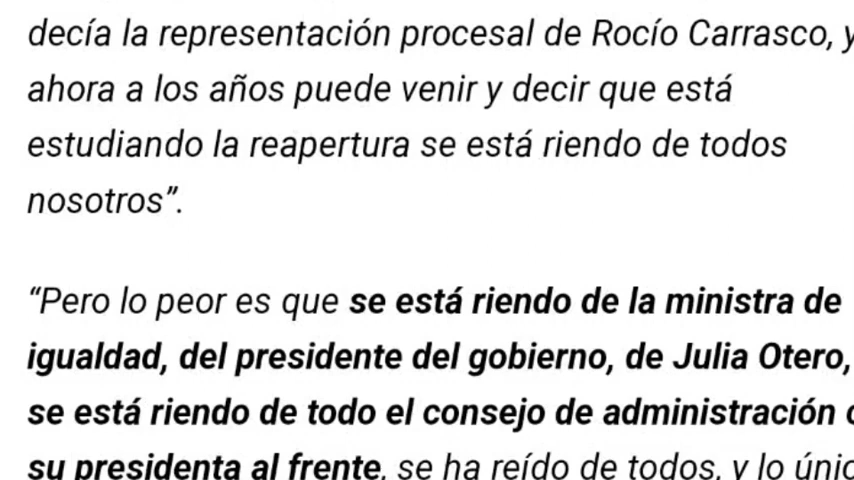 decía la representación procesal de Rocío Carrasco, y
ahora a los años puede venir y decir que está
estudiando la reapertura se está riendo de todos
nosotros”.
“Pero lo peor es que se está riendo de la ministra de
igualdad, del presidente del gobierno, de Julia Otero,
se está riendo de todo el consejo de administración
su presidenta al frente, se ha reído de todos, y lo